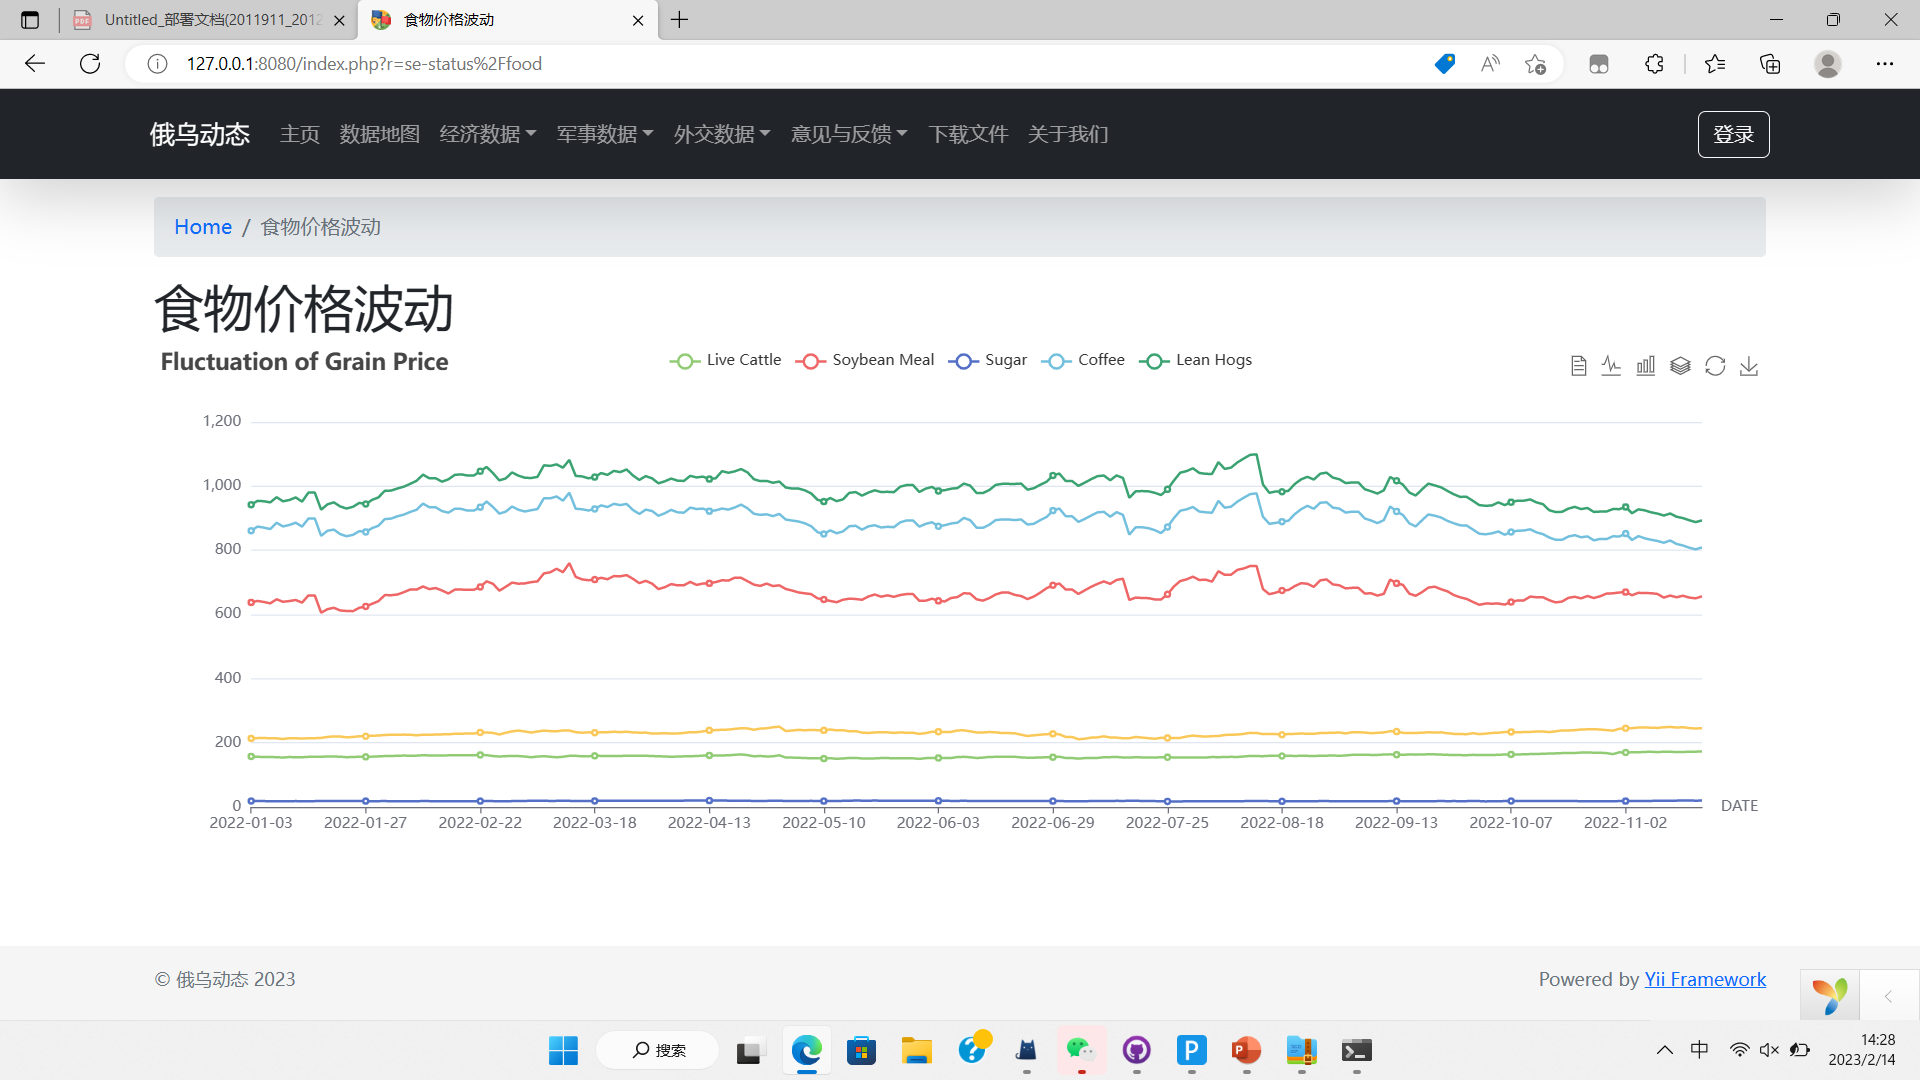 Untitled_部署文档(2011911_2012
食物价格波动
127.0.0.1:8080/index.php?r=se-status%2Ffood
俄乌动态 主页 数据地图 经济数据 军事数据 外交数据 意见与反馈 下载文件 关于我们 登录
Home / 食物价格波动
食物价格波动
Fluctuation of Grain Price
Live Cattle Soybean Meal Sugar Coffee Lean Hogs
1,200
1,000
800
600
400
200
0
DATE
2022-01-03 2022-01-27 2022-02-22 2022-03-18 2022-04-13 2022-05-10 2022-06-03 2022-06-29 2022-07-25 2022-08-18 2022-09-13 2022-10-07 2022-11-02
© 俄乌动态 2023
Powered by Yii Framework
搜索
中
14:28
2023/2/14